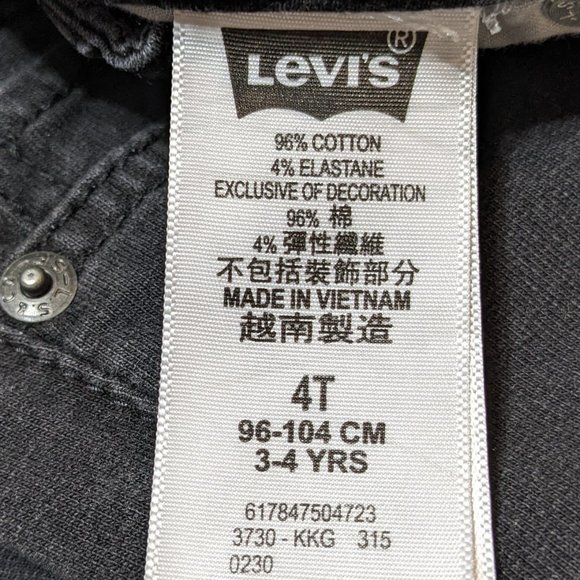 Levi's®
96% COTTON
4% ELASTANE
EXCLUSIVE OF DECORATION
96% 棉
4% 彈性纖維
不包括裝飾部分
MADE IN VIETNAM
越南製造
4T
96-104 CM
3-4 YRS
617847504723
3730 - KKG 315
0230